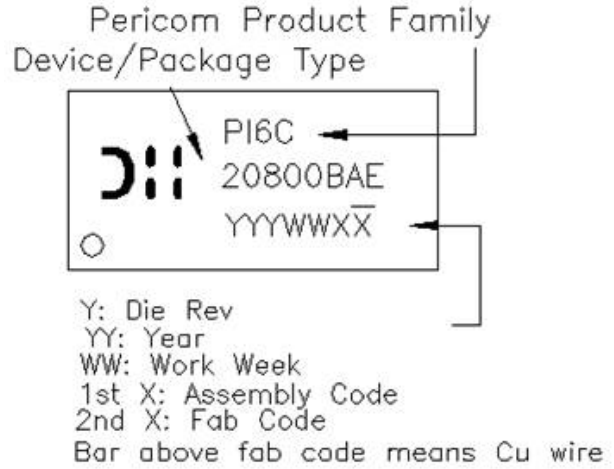 Pericom Product Family
Device/Package Type
PI6C
20800BAE
YYYWWXX̅
Y: Die Rev
YY: Year
WW: Work Week
1st X: Assembly Code
2nd X: Fab Code
Bar above fab code means Cu wire